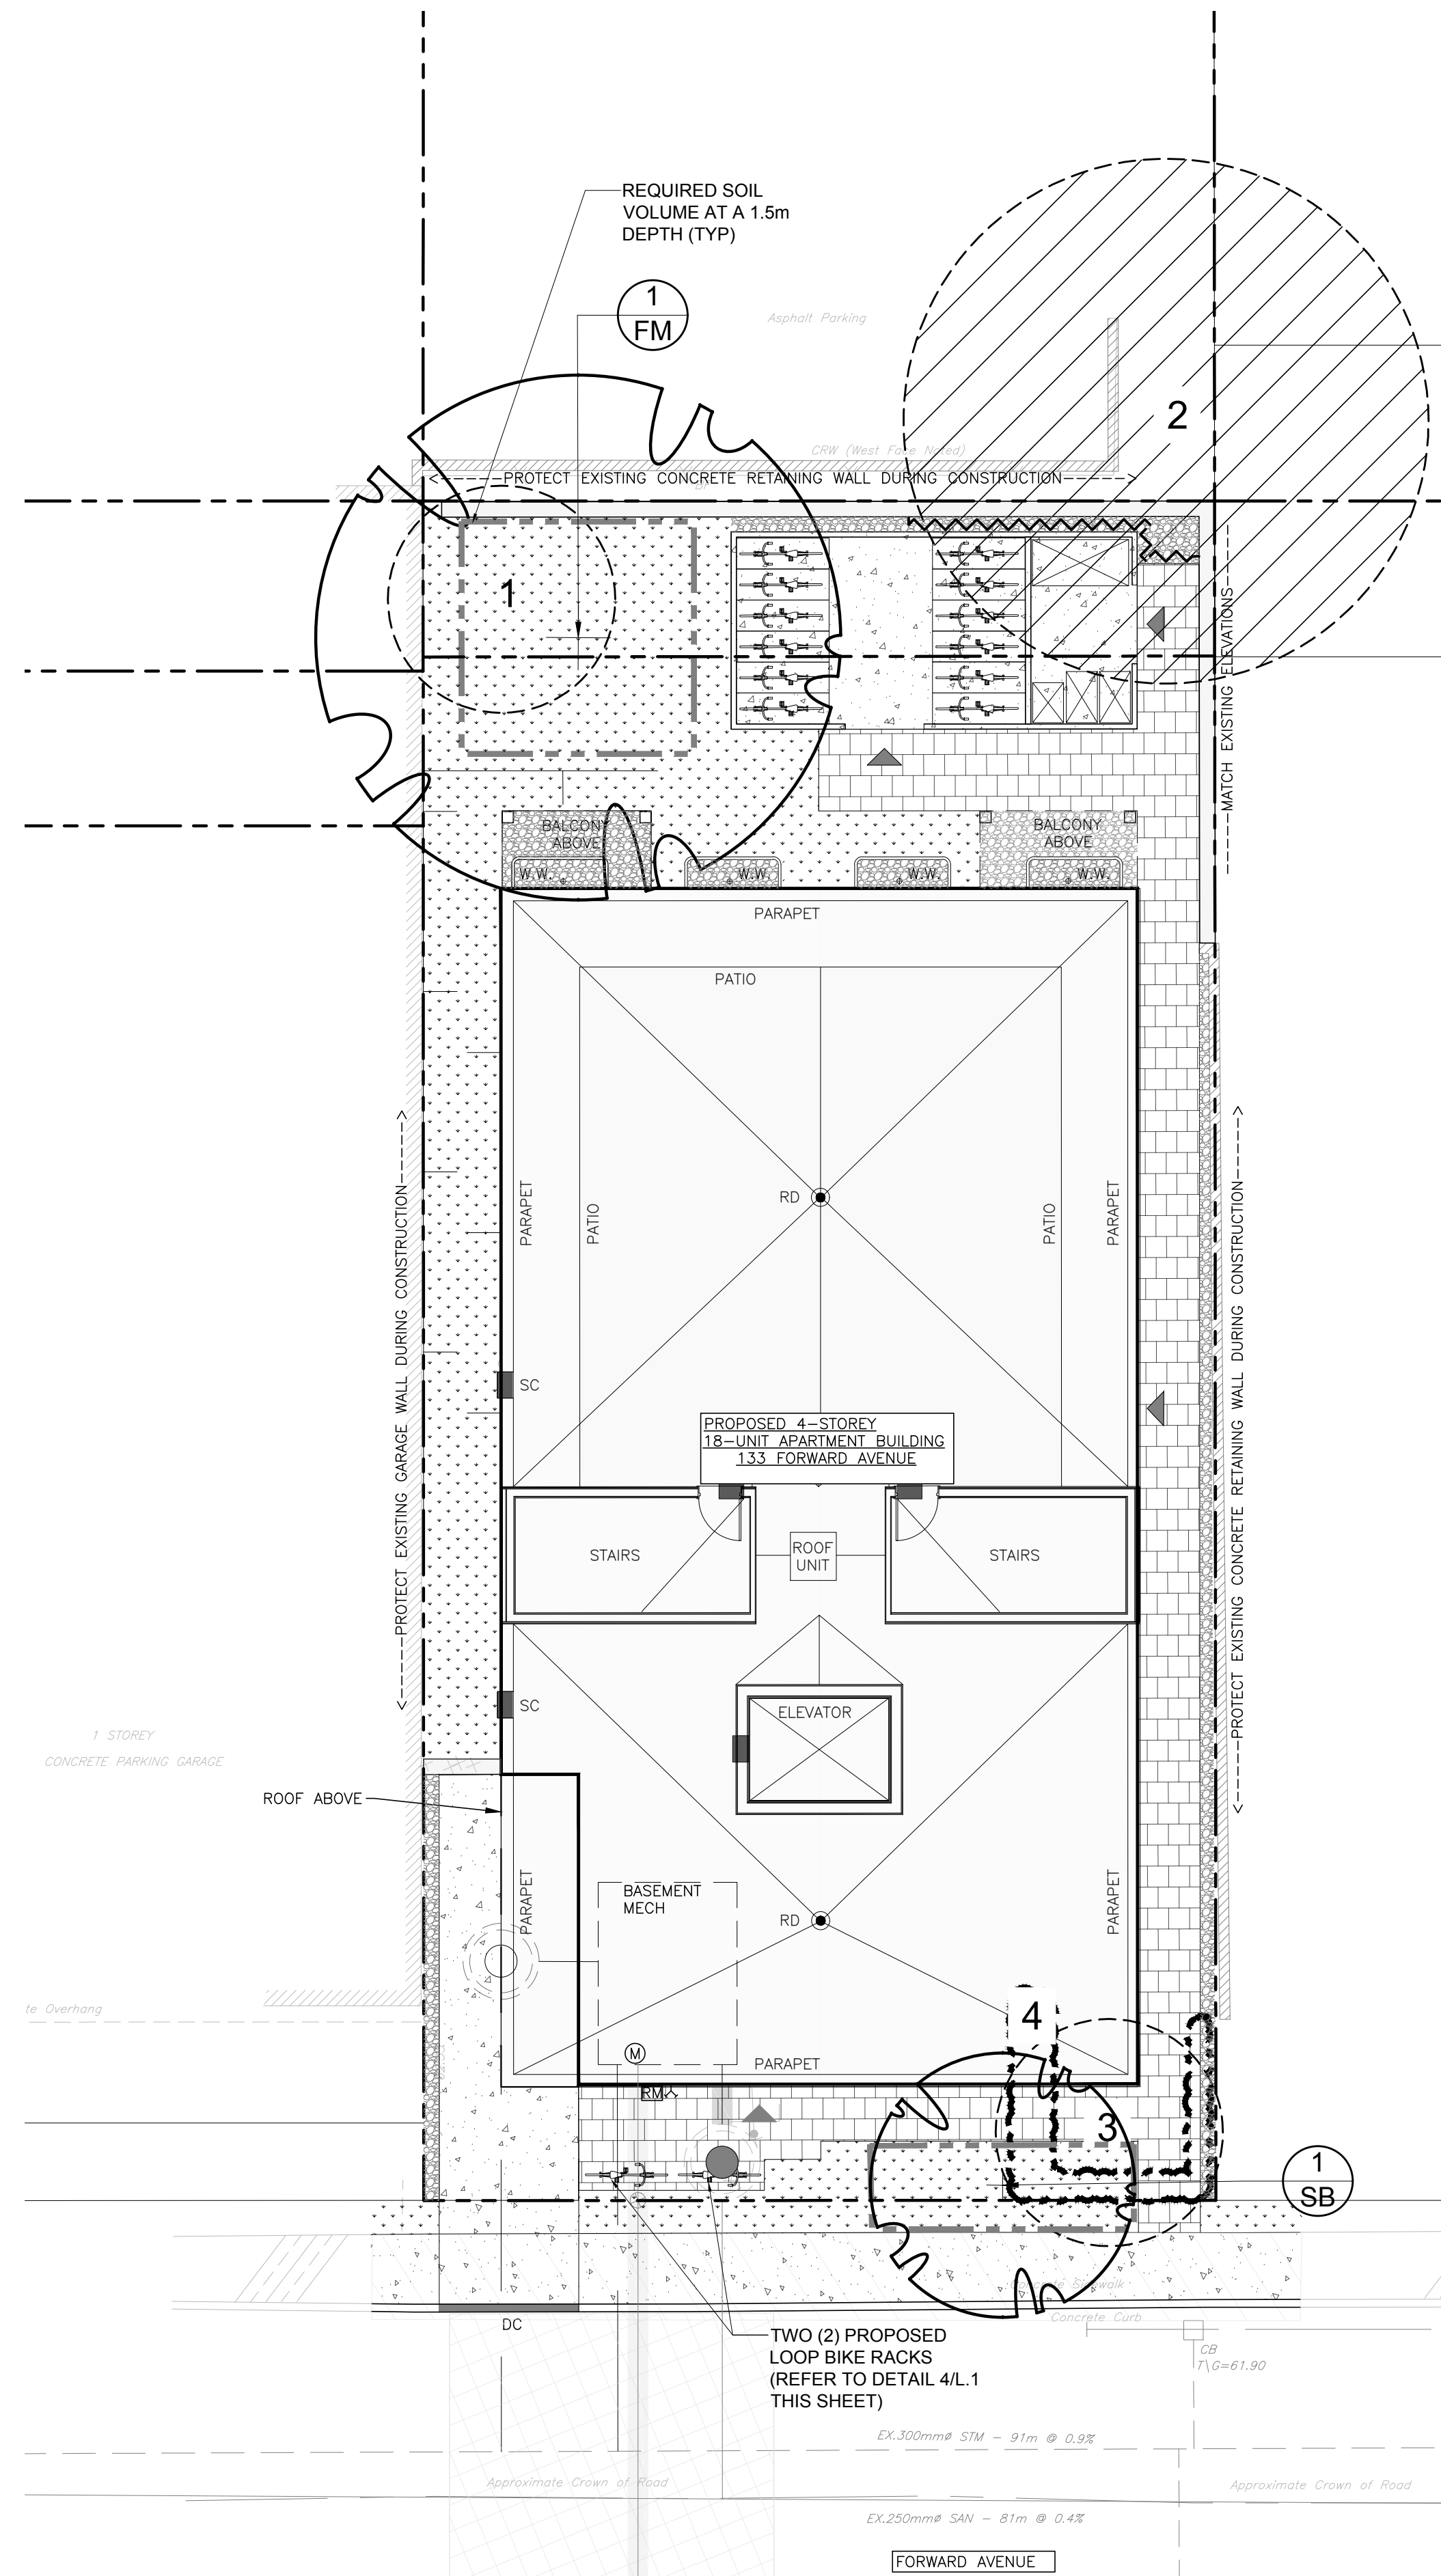 REQUIRED SOIL
VOLUME AT A 1.5m
DEPTH (TYP)
1
FM
Asphalt Parking
2
CRW (West Face Noted)
<-----PROTECT EXISTING CONCRETE RETAINING WALL DURING CONSTRUCTION----->
1
MATCH EXISTING ELEVATIONS
BALCONY
ABOVE
BALCONY
ABOVE
W.W.
W.W.
W.W.
W.W.
PARAPET
PATIO
PARAPET
PATIO
RD
PATIO
PARAPET
<-----PROTECT EXISTING GARAGE WALL DURING CONSTRUCTION----->
<-----PROTECT EXISTING CONCRETE RETAINING WALL DURING CONSTRUCTION----->
SC
PROPOSED 4-STOREY
18-UNIT APARTMENT BUILDING
133 FORWARD AVENUE
STAIRS
ROOF
UNIT
STAIRS
SC
ELEVATOR
1 STOREY
CONCRETE PARKING GARAGE
ROOF ABOVE
PARAPET
BASEMENT
MECH
RD
PARAPET
te Overhang
4
M
PARAPET
RM
3
1
SB
Concrete Sidewalk
Concrete Curb
DC
TWO (2) PROPOSED
LOOP BIKE RACKS
(REFER TO DETAIL 4/L.1
THIS SHEET)
CB
T\G=61.90
EX.300mmø STM - 91m @ 0.9%
Approximate Crown of Road
Approximate Crown of Road
EX.250mmø SAN - 81m @ 0.4%
FORWARD AVENUE